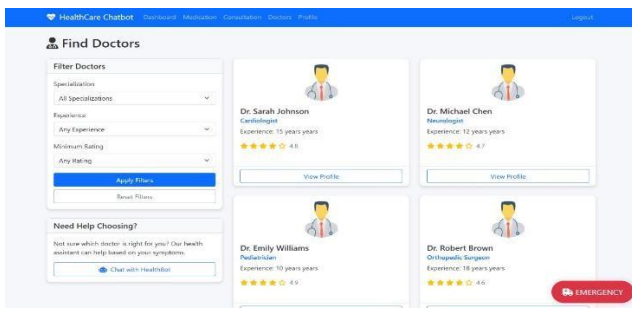 HealthCare Chatbot Dashboard Medication Consultation Doctors Profile Logout
Find Doctors
Filter Doctors
Specialization
All Specializations
Experience
Any Experience
Minimum Rating
Any Rating
Apply Filters
Reset Filters
Need Help Choosing?
Not sure which doctor is right for you? Our health
assistant can help based on your symptoms.
Chat with HealthBot
Dr. Sarah Johnson
Cardiologist
Experience: 15 years years
4.8
View Profile
Dr. Michael Chen
Neurologist
Experience: 12 years years
4.7
View Profile
Dr. Emily Williams
Pediatrician
Experience: 10 years years
4.9
Dr. Robert Brown
Orthopedic Surgeon
Experience: 18 years years
4.6
EMERGENCY